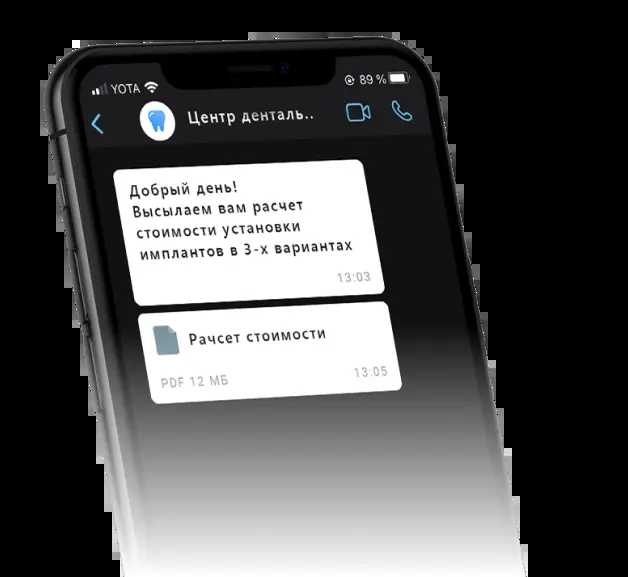 YOTA 89 %
Центр денталь..
Добрый день!
Высылаем вам расчет
стоимости установки
имплантов в 3-х вариантах
13:03
Рачсет стоимости
PDF 12 МБ 13:05